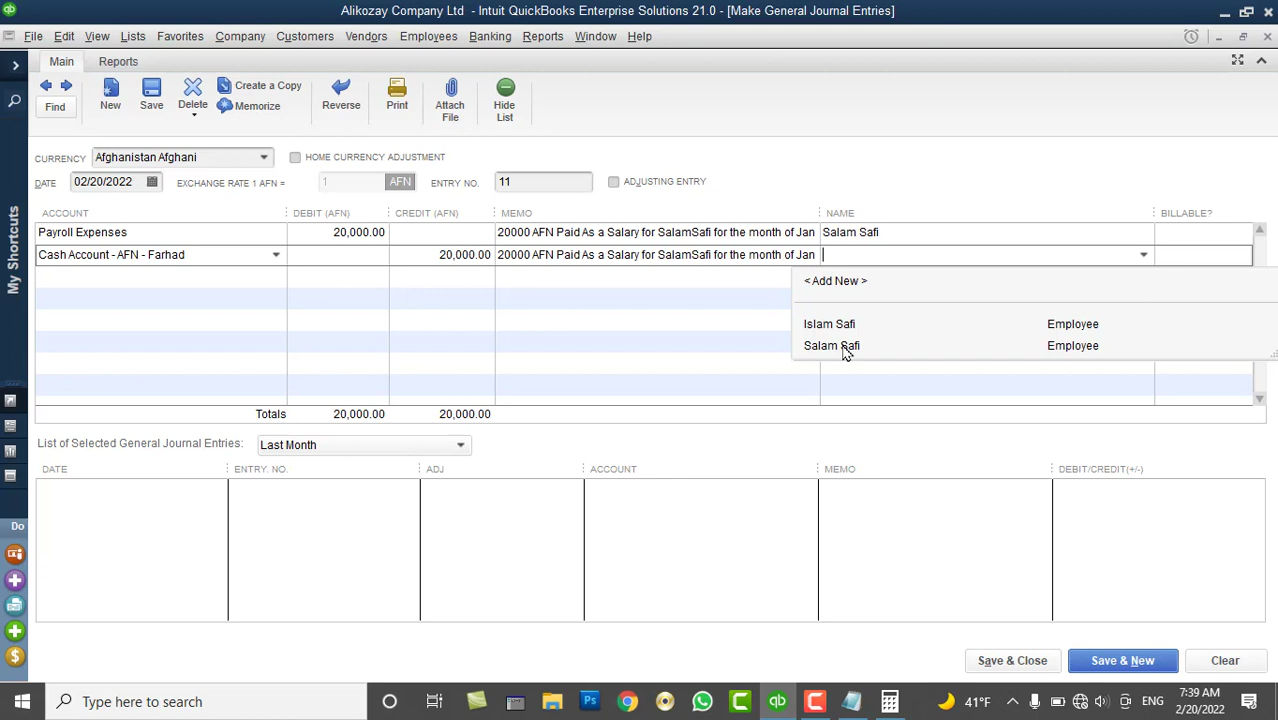 Alikozay Company Ltd - Intuit QuickBooks Enterprise Solutions 21.0 - [Make General Journal Entries]
File Edit View Lists Favorites Company Customers Vendors Employees Banking Reports Window Help
Main Reports
Find New Save Delete Create a Copy Memorize Reverse Print Attach File Hide List
CURRENCY Afghanistan Afghani HOME CURRENCY ADJUSTMENT
DATE 02/20/2022 EXCHANGE RATE 1 AFN = 1 AFN ENTRY NO. 11 ADJUSTING ENTRY
ACCOUNT DEBIT (AFN) CREDIT (AFN) MEMO NAME BILLABLE?
Payroll Expenses 20,000.00 20000 AFN Paid As a Salary for SalamSafi for the month of Jan Salam Safi
Cash Account - AFN - Farhad 20,000.00 20000 AFN Paid As a Salary for SalamSafi for the month of Jan
< Add New >
Islam Safi Employee
Salam Safi Employee
Totals 20,000.00 20,000.00
List of Selected General Journal Entries: Last Month
DATE ENTRY. NO. ADJ ACCOUNT MEMO DEBIT/CREDIT(+/-)
Save & Close Save & New Clear
My Shortcuts
Do
Type here to search
41°F ENG 7:39 AM
2/20/2022